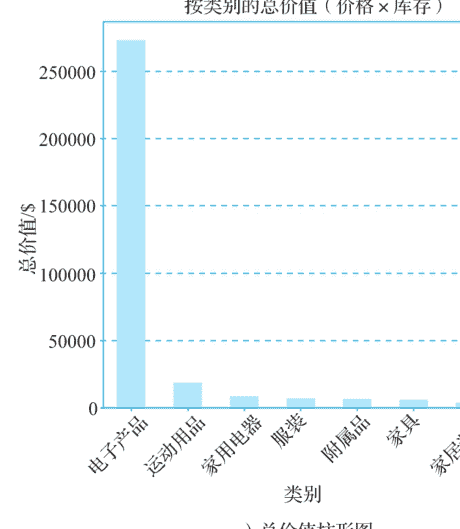 按类别的总价值（价格×库存）
250000
200000
150000
100000
50000
0
总价值/$
电子产品
运动用品
家用电器
服装
附属品
家具
家居
类别
）总价值柱形图